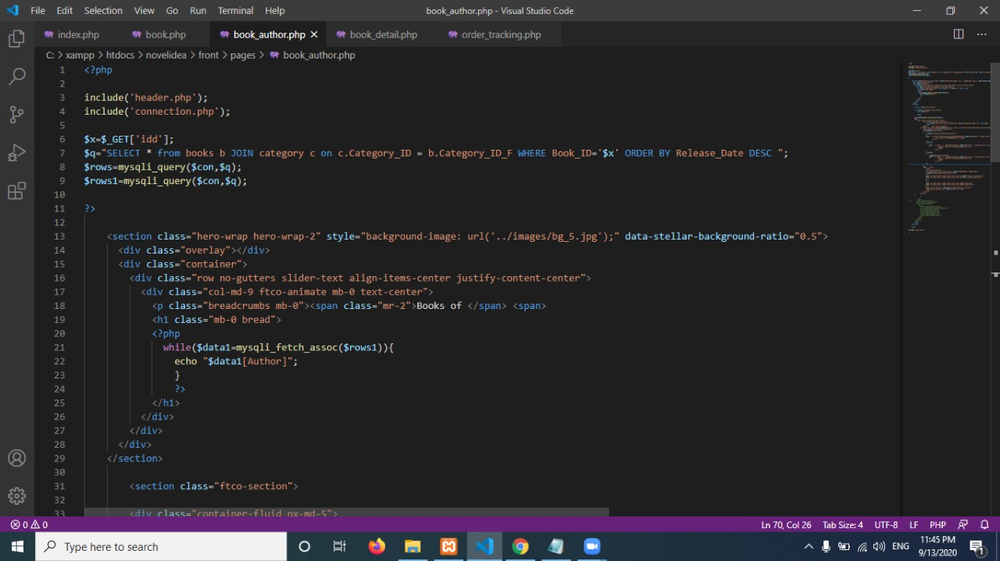 File Edit Selection View Go Run Terminal Help book_author.php - Visual Studio Code
index.php book.php book_author.php book_detail.php order_tracking.php
C: > xampp > htdocs > novelidea > front > pages > book_author.php
1 <?php
2
3 include('header.php');
4 include('connection.php');
5
6 $x=$_GET['idd'];
7 $q="SELECT * from books b JOIN category c on c.Category_ID = b.Category_ID_F WHERE Book_ID='$x' ORDER BY Release_Date DESC ";
8 $rows=mysqli_query($con,$q);
9 $rows1=mysqli_query($con,$q);
10
11 ?>
12
13 <section class="hero-wrap hero-wrap-2" style="background-image: url('../images/bg_5.jpg');" data-stellar-background-ratio="0.5">
14 <div class="overlay"></div>
15 <div class="container">
16 <div class="row no-gutters slider-text align-items-center justify-content-center">
17 <div class="col-md-9 ftco-animate mb-0 text-center">
18 <p class="breadcrumbs mb-0"><span class="mr-2">Books of </span> <span>
19 <h1 class="mb-0 bread">
20 <?php
21 while($data1=mysqli_fetch_assoc($rows1)){
22 echo "$data1[Author]";
23 }
24 ?>
25 </h1>
26 </div>
27 </div>
28 </div>
29 </section>
30
31 <section class="ftco-section">
32
33 <div class="container-fluid px-md-5">
0 0 Ln 70, Col 26 Tab Size: 4 UTF-8 LF PHP
Type here to search ENG 11:45 PM
9/13/2020 1